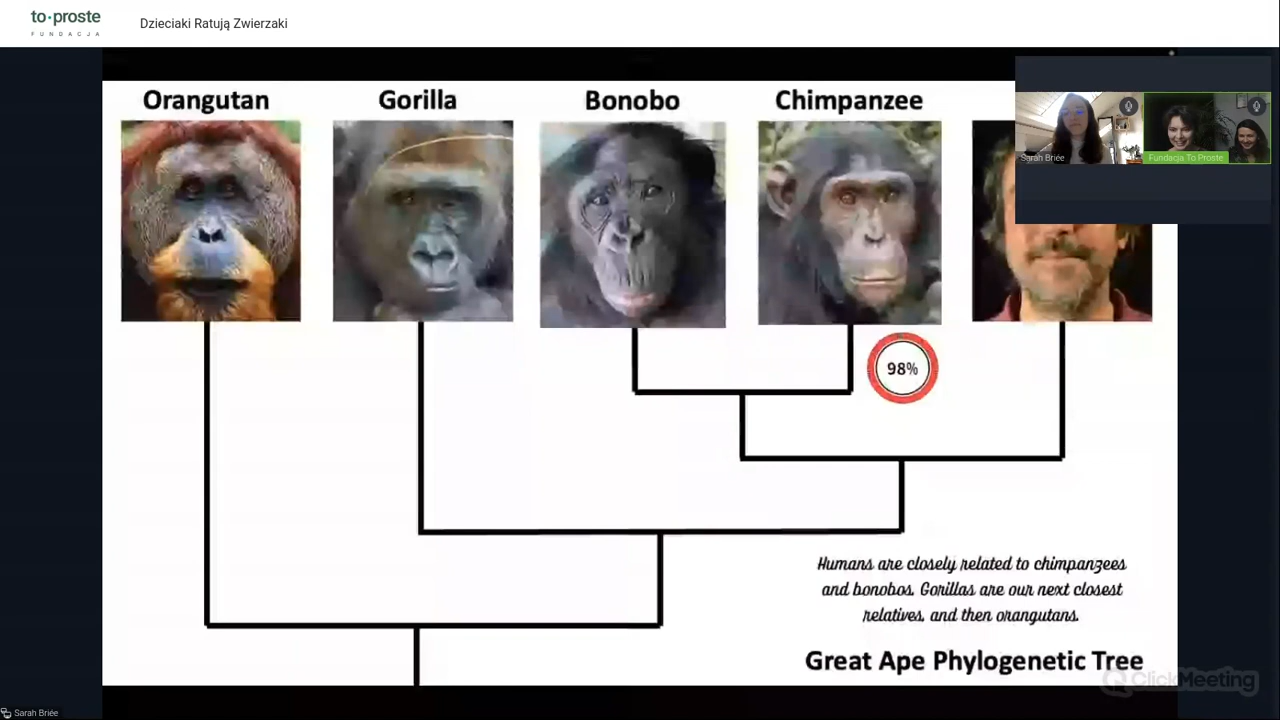 to·proste
FUNDACJA
Dzieciaki Ratują Zwierzaki
Orangutan
Gorilla
Bonobo
Chimpanzee
Sarah Briée
Fundacja To Proste
98%
Humans are closely related to chimpanzees
and bonobos. Gorillas are our next closest
relatives, and then orangutans.
Great Ape Phylogenetic Tree
ClickMeeting
Sarah Briée